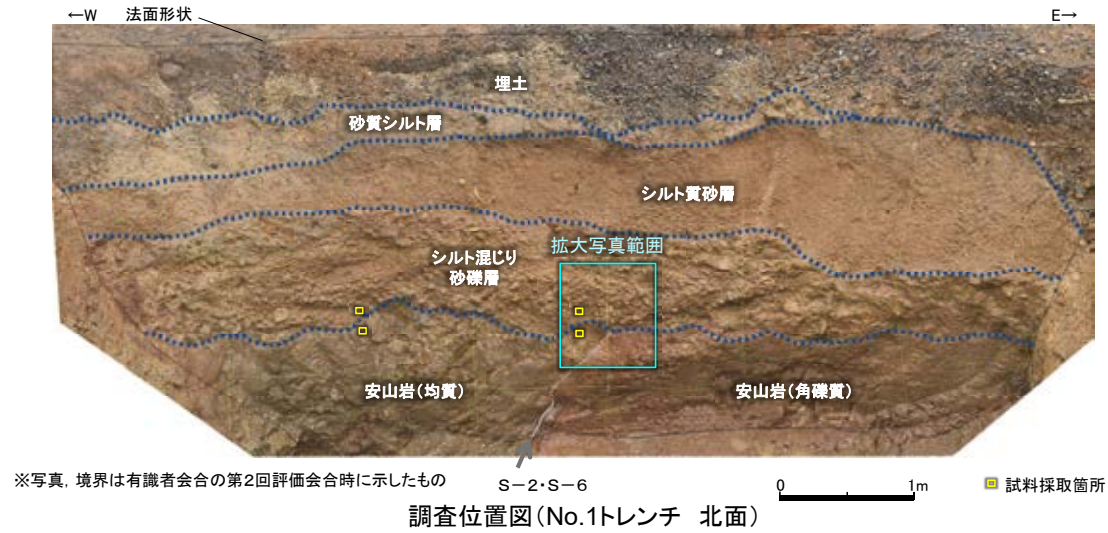 ←W
法面形状
E→
埋土
砂質シルト層
シルト質砂層
拡大写真範囲
シルト混じり
砂礫層
安山岩(均質)
安山岩(角礫質)
※写真，境界は有識者会合の第2回評価会合時に示したもの
S－2・S－6
0
1m
試料採取箇所
調査位置図(No.1トレンチ 北面)